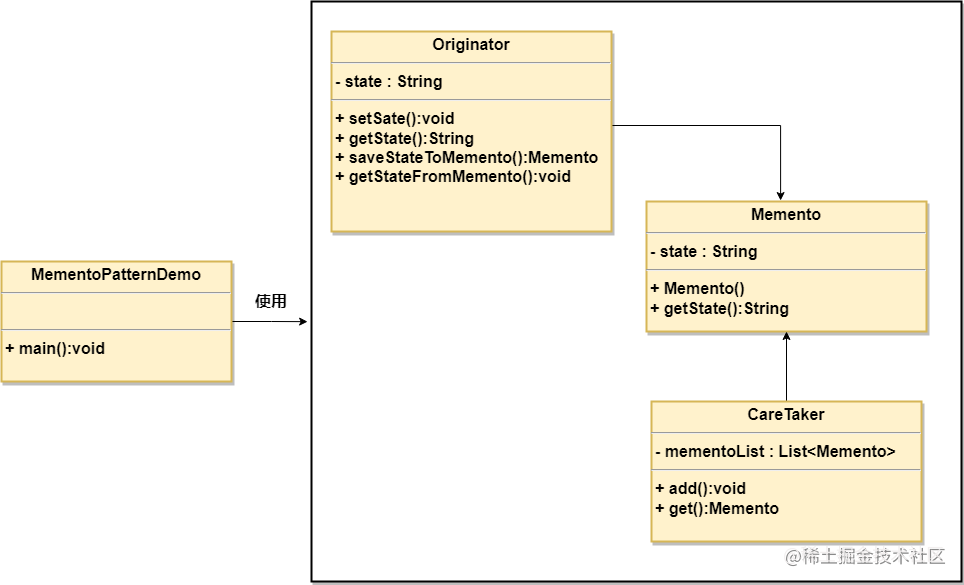 Originator
- state : String
+ setSate():void
+ getState():String
+ saveStateToMemento():Memento
+ getStateFromMemento():void
Memento
- state : String
+ Memento()
+ getState():String
MementoPatternDemo
+ main():void
使用
CareTaker
- mementoList : List<Memento>
+ add():void
+ get():Memento
@稀土掘金技术社区